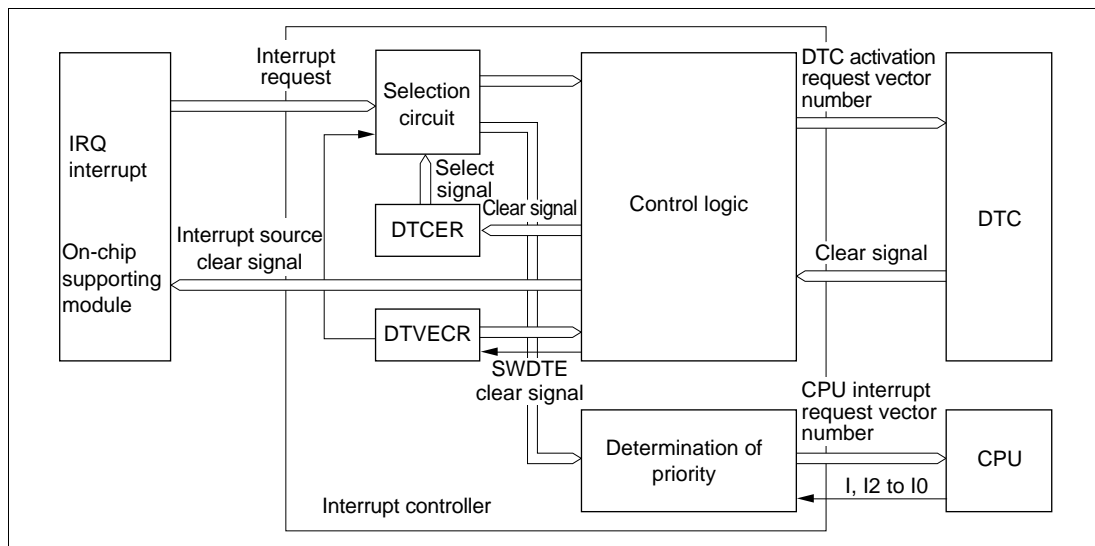 Interrupt
request
IRQ
interrupt
On-chip
supporting
module
Interrupt source
clear signal
Selection
circuit
Select
signal
DTCER
Clear signal
DTVECR
SWDTE
clear signal
Control logic
Determination of
priority
Interrupt controller
DTC activation
request vector
number
Clear signal
DTC
CPU interrupt
request vector
number
I, I2 to I0
CPU